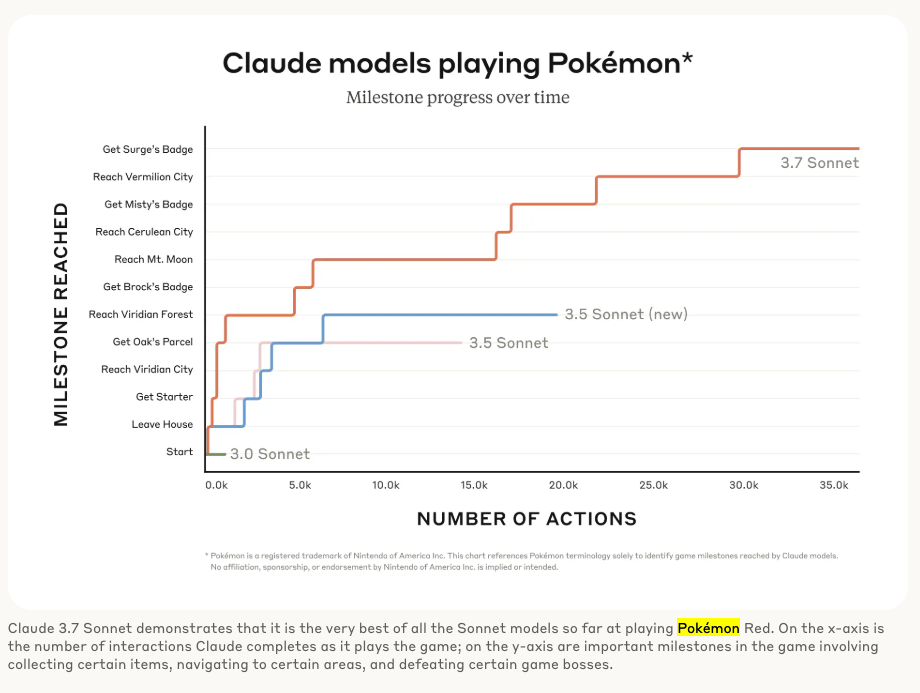 Claude models playing Pokémon*
Milestone progress over time
MILESTONE REACHED
Get Surge's Badge
Reach Vermilion City
Get Misty's Badge
Reach Cerulean City
Reach Mt. Moon
Get Brock's Badge
Reach Viridian Forest
Get Oak's Parcel
Reach Viridian City
Get Starter
Leave House
Start
3.7 Sonnet
3.5 Sonnet (new)
3.5 Sonnet
3.0 Sonnet
0.0k 5.0k 10.0k 15.0k 20.0k 25.0k 30.0k 35.0k
NUMBER OF ACTIONS
* Pokémon is a registered trademark of Nintendo of America Inc. This chart references Pokémon terminology solely to identify game milestones reached by Claude models.
No affiliation, sponsorship, or endorsement by Nintendo of America Inc. is implied or intended.
Claude 3.7 Sonnet demonstrates that it is the very best of all the Sonnet models so far at playing Pokémon Red. On the x-axis is
the number of interactions Claude completes as it plays the game; on the y-axis are important milestones in the game involving
collecting certain items, navigating to certain areas, and defeating certain game bosses.